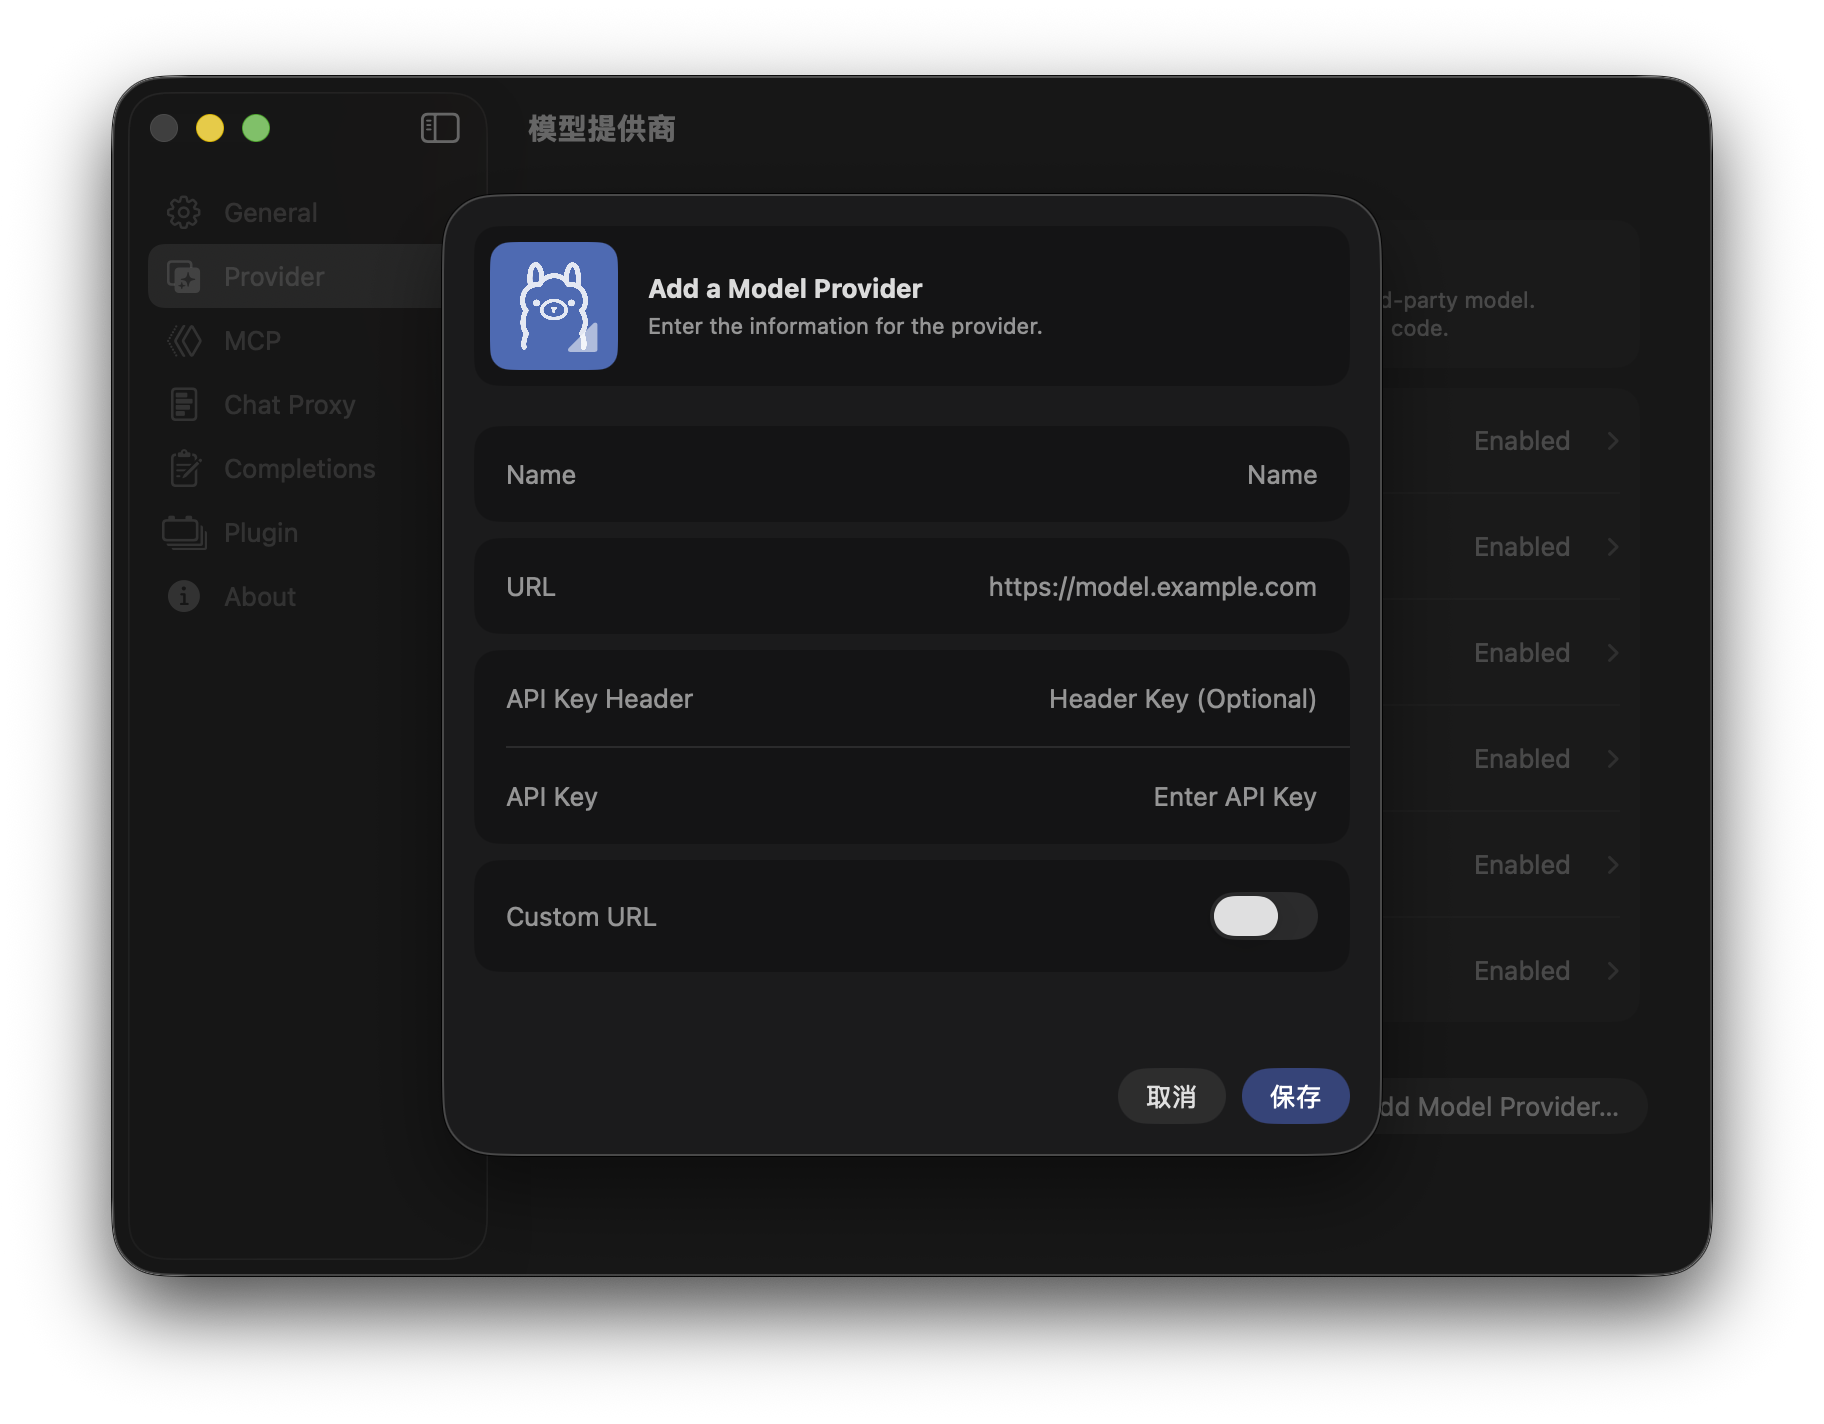 模型提供商
General
Provider
MCP
Chat Proxy
Completions
Plugin
About
Add a Model Provider
Enter the information for the provider.
Name
Name
URL
https://model.example.com
API Key Header
Header Key (Optional)
API Key
Enter API Key
Custom URL
取消
保存
d-party model.
code.
Enabled
Enabled
Enabled
Enabled
Enabled
Enabled
dd Model Provider...